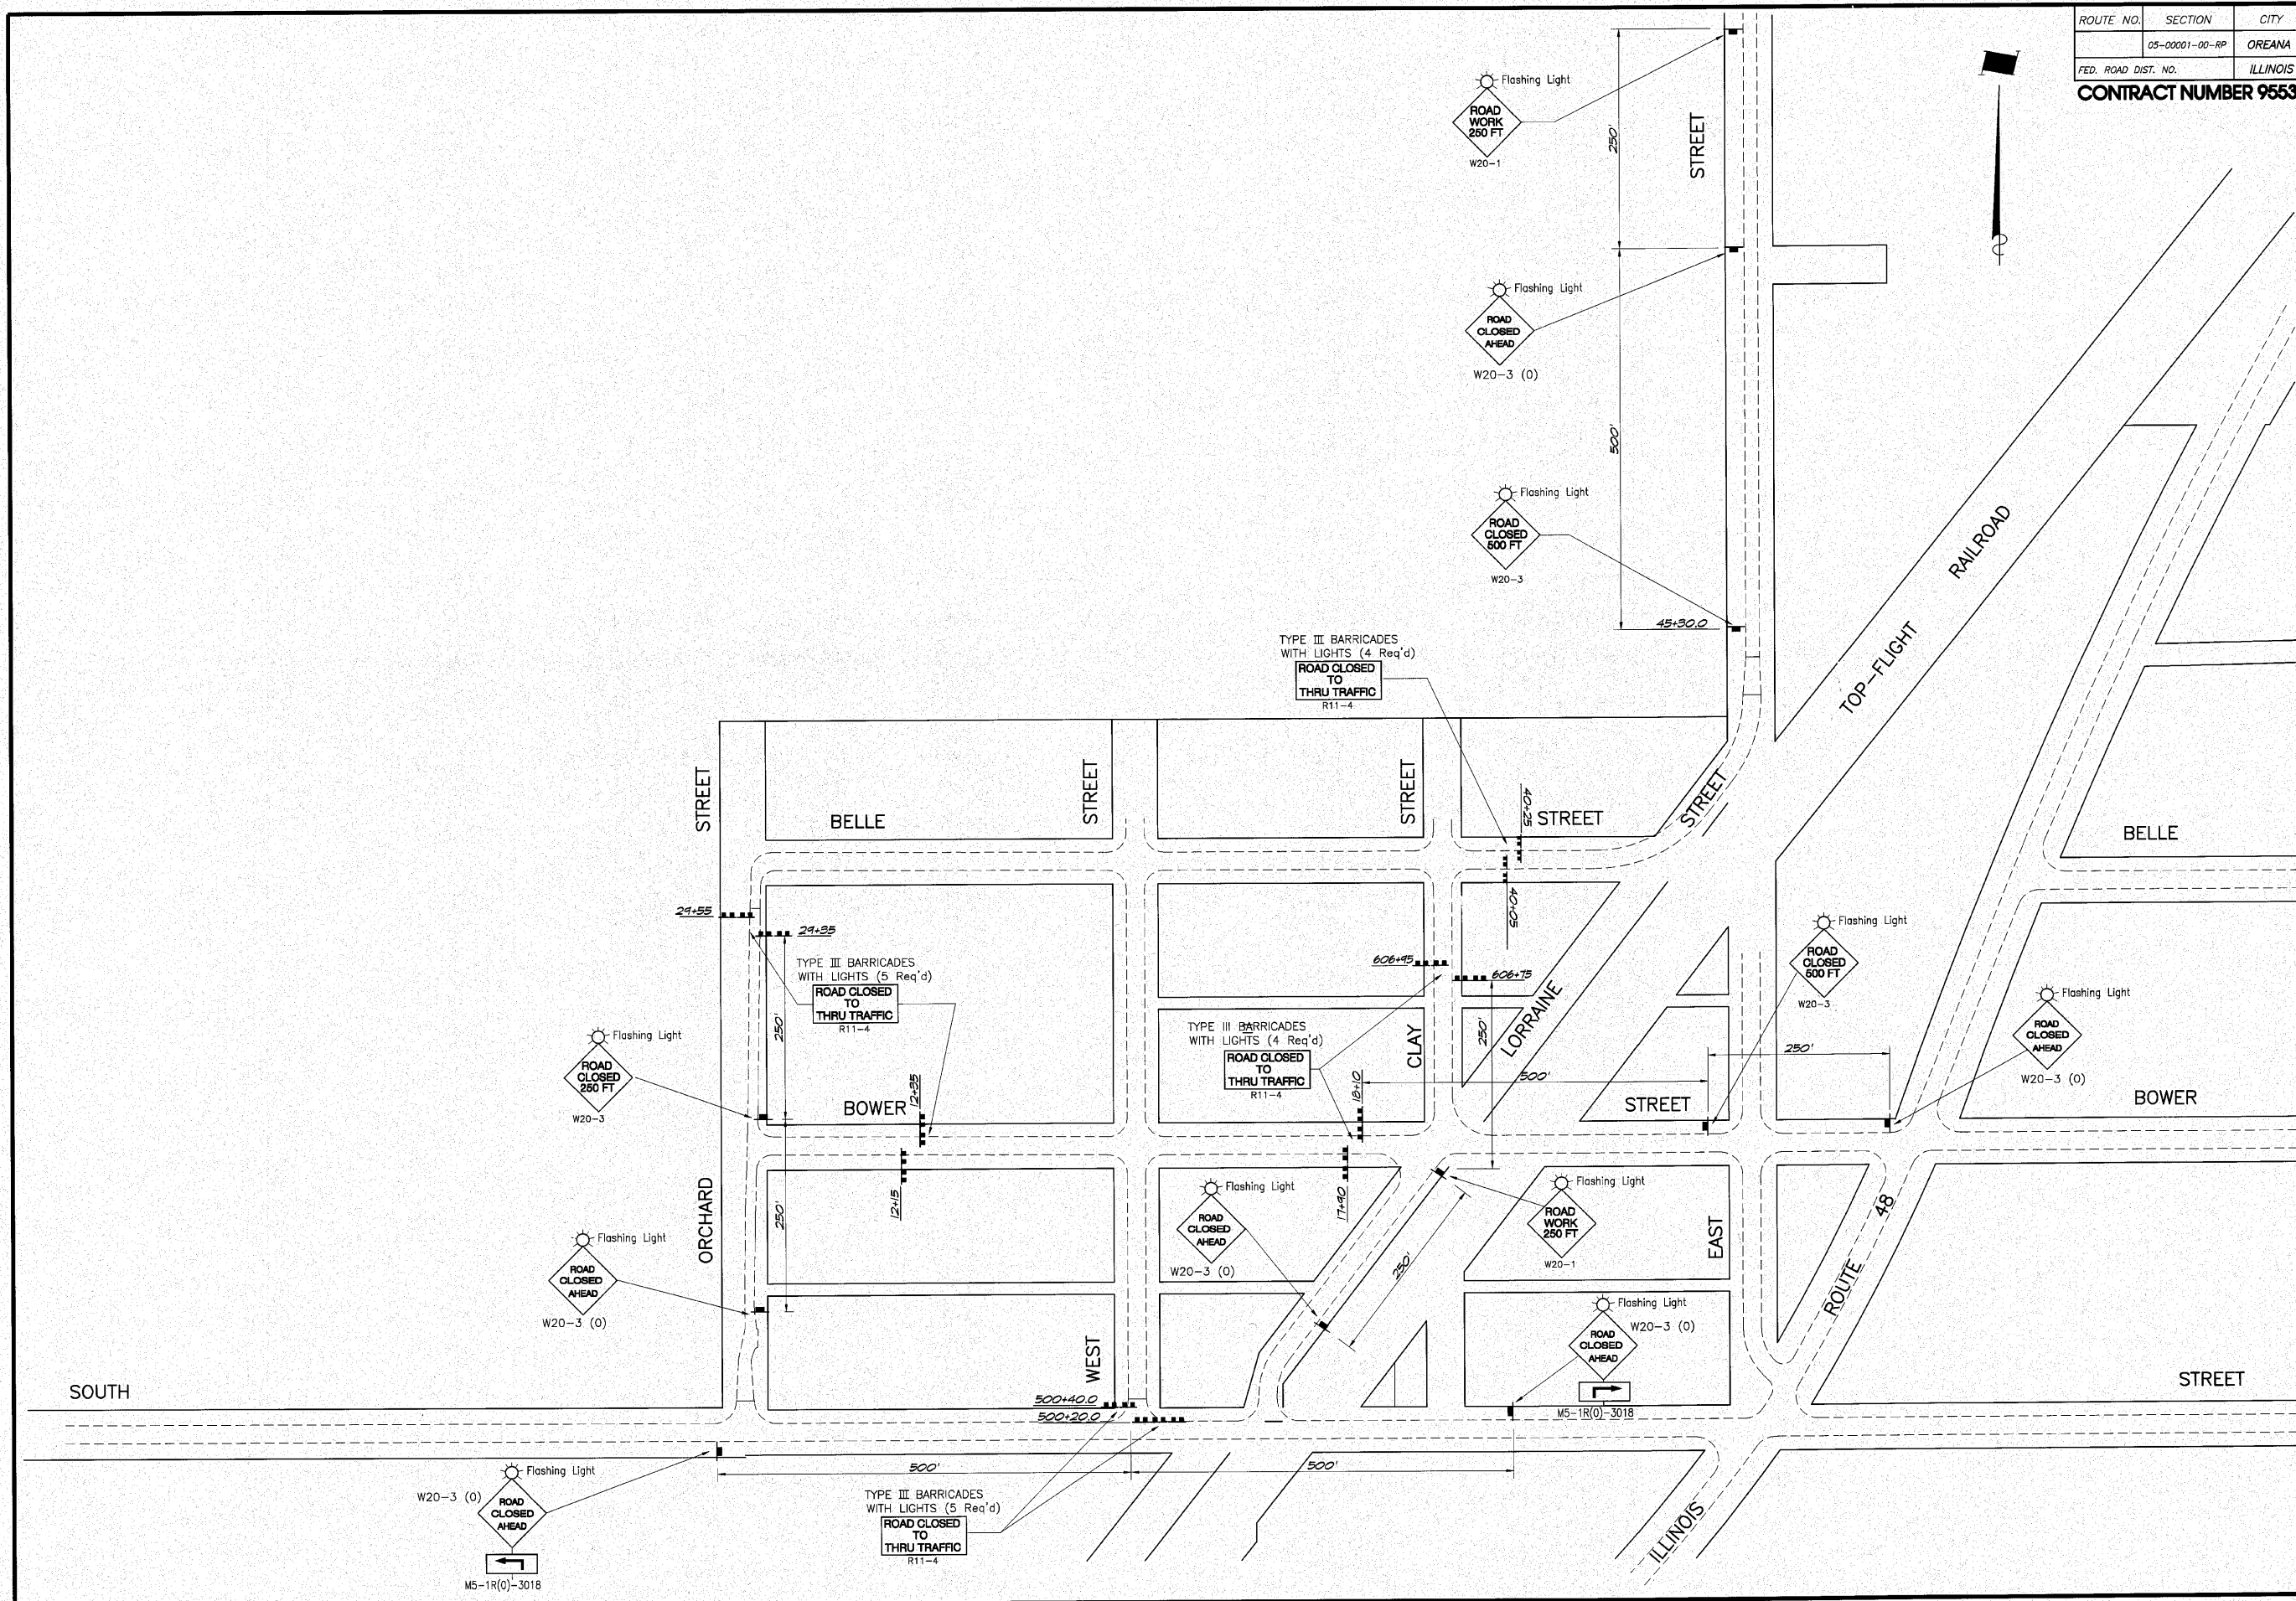 ROUTE NO. SECTION CITY
05-00001-00-RP OREANA
FED. ROAD DIST. NO. ILLINOIS
CONTRACT NUMBER 9553
Flashing Light
ROAD
WORK
250 FT
W20-1
250'
STREET
Flashing Light
ROAD
CLOSED
AHEAD
W20-3 (0)
500'
Flashing Light
ROAD
CLOSED
500 FT
W20-3
45+30.0
RAILROAD
TOP-FLIGHT
TYPE III BARRICADES
WITH LIGHTS (4 Req'd)
ROAD CLOSED
TO
THRU TRAFFIC
R11-4
STREET
BELLE
STREET
STREET
40+25
STREET
STREET
BELLE
40+05
29+55
29+35
TYPE III BARRICADES
WITH LIGHTS (5 Req'd)
ROAD CLOSED
TO
THRU TRAFFIC
R11-4
250'
606+95
606+75
LORRAINE
Flashing Light
ROAD
CLOSED
500 FT
W20-3
Flashing Light
ROAD
CLOSED
AHEAD
W20-3 (0)
Flashing Light
ROAD
CLOSED
250 FT
W20-3
TYPE III BARRICADES
WITH LIGHTS (4 Req'd)
ROAD CLOSED
TO
THRU TRAFFIC
R11-4
CLAY
250'
250'
500'
12+35
BOWER
18+10
STREET
BOWER
12+15
17+90
ORCHARD
250'
Flashing Light
ROAD
CLOSED
AHEAD
W20-3 (0)
Flashing Light
ROAD
CLOSED
AHEAD
W20-3 (0)
250'
Flashing Light
ROAD
WORK
250 FT
W20-1
EAST
48
ROUTE
Flashing Light
W20-3 (0)
ROAD
CLOSED
AHEAD
M5-1R(0)-3018
WEST
SOUTH
STREET
500+40.0
500+20.0
500'
500'
Flashing Light
W20-3 (0)
ROAD
CLOSED
AHEAD
M5-1R(0)-3018
TYPE III BARRICADES
WITH LIGHTS (5 Req'd)
ROAD CLOSED
TO
THRU TRAFFIC
R11-4
ILLINOIS